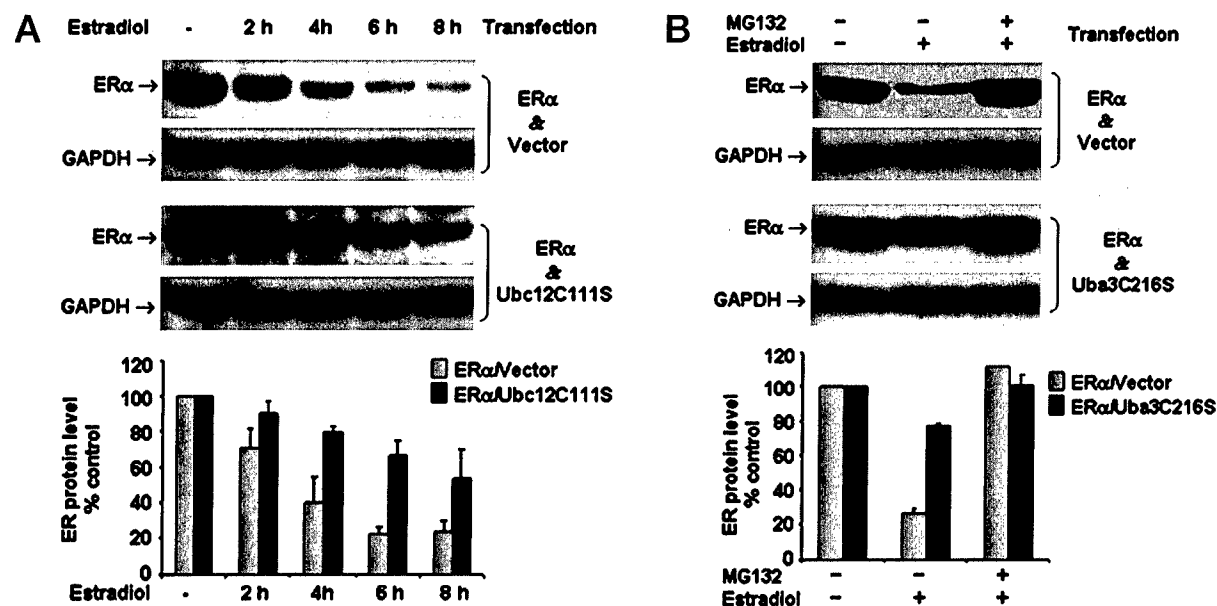 A
Estradiol - 2 h 4h 6 h 8 h Transfection
ERα →
ERα
&
Vector
GAPDH →
ERα →
ERα
&
Ubc12C111S
GAPDH →
ERα/Vector
ERα/Ubc12C111S
ER protein level
% control
120
100
80
60
40
20
0
Estradiol - 2 h 4h 6 h 8 h
B
MG132 – – +
Estradiol – + +
Transfection
ERα →
ERα
&
Vector
GAPDH →
ERα →
ERα
&
Uba3C216S
GAPDH →
ERα/Vector
ERα/Uba3C216S
ER protein level
% control
120
100
80
60
40
20
0
MG132 – – +
Estradiol – + +